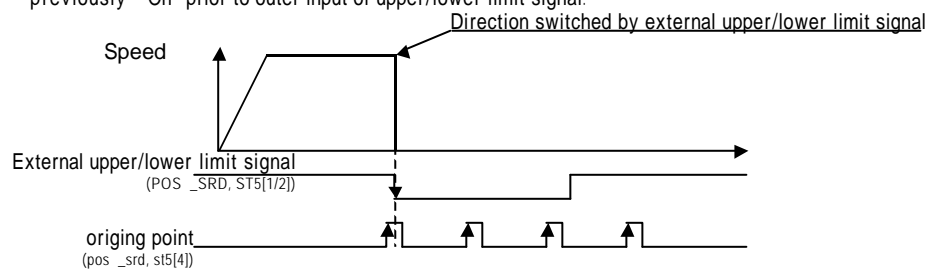 previously "On" prior to outer input of upper/lower limit signal.
Direction switched by external upper/lower limit signal
Speed
External upper/lower limit signal
(POS _SRD, ST5[1/2])
origing point
(pos _srd, st5[4])